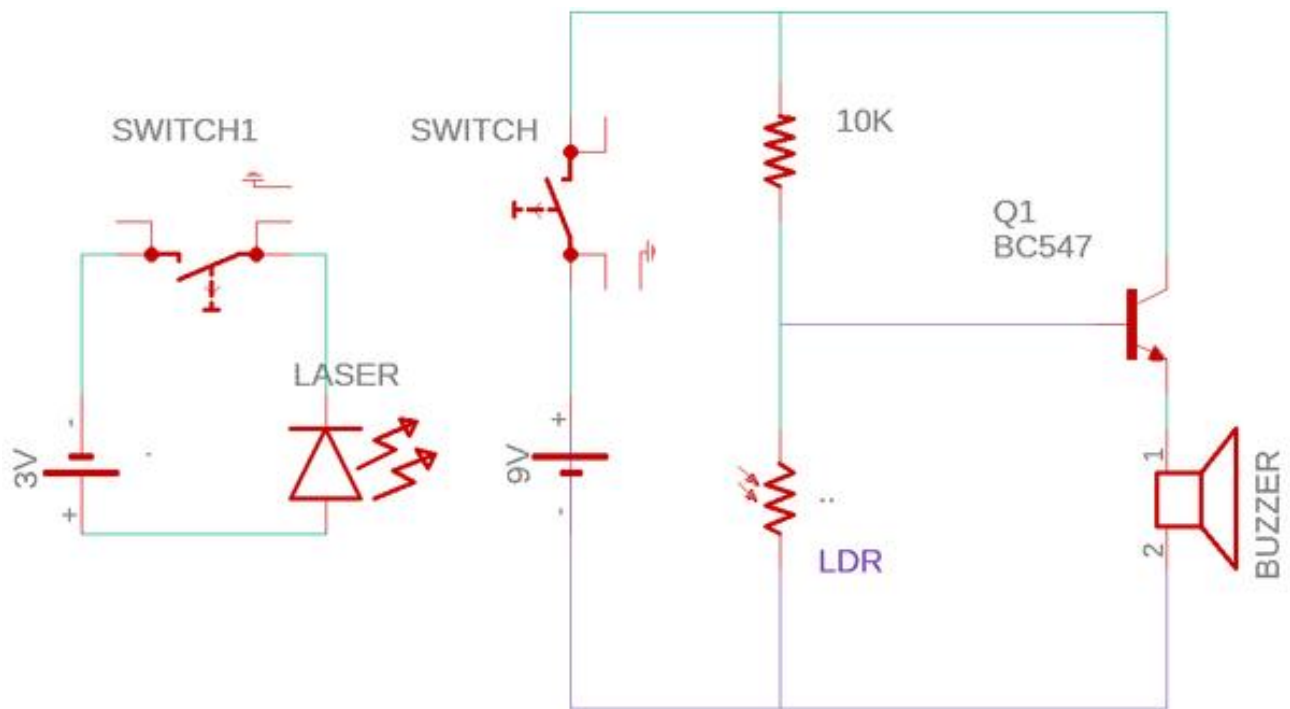 SWITCH1
SWITCH
10K
Q1
BC547
LASER
-
3V
+
+
9V
-
LDR
1
2
BUZZER